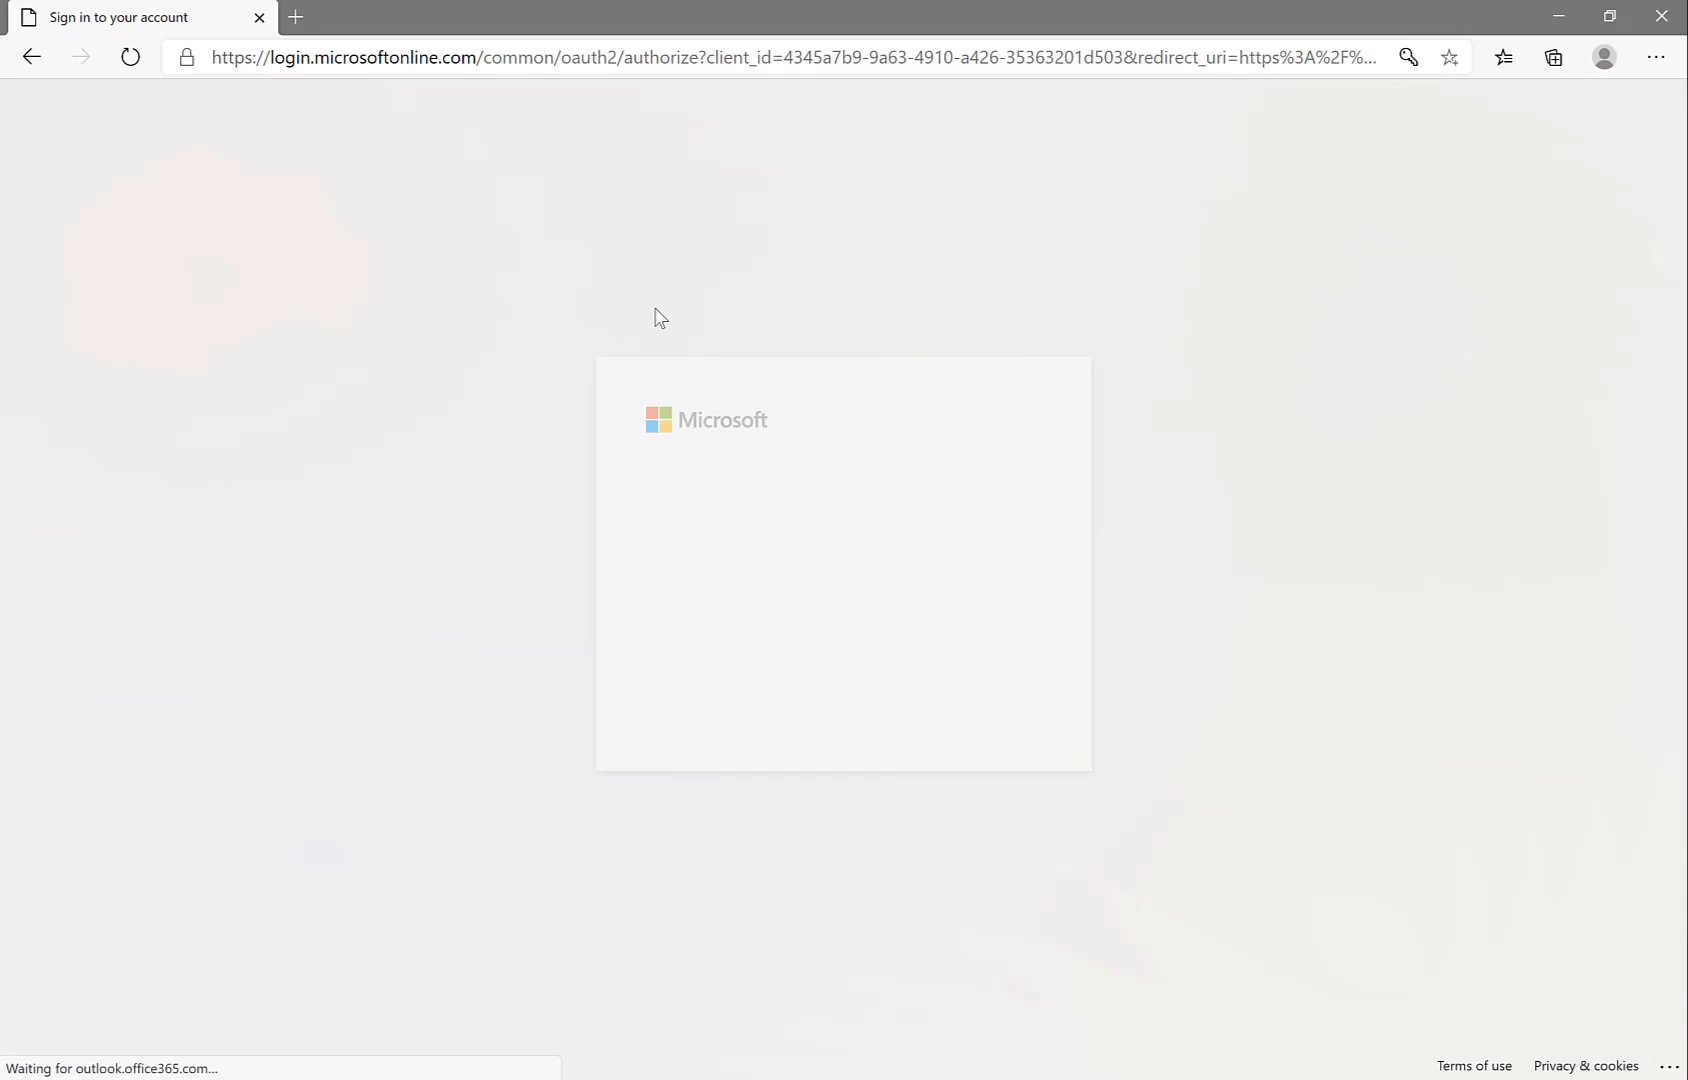 Sign in to your account
https://login.microsoftonline.com/common/oauth2/authorize?client_id=4345a7b9-9a63-4910-a426-35363201d503&redirect_uri=https%3A%2F%...
Microsoft
Waiting for outlook.office365.com...
Terms of use
Privacy & cookies